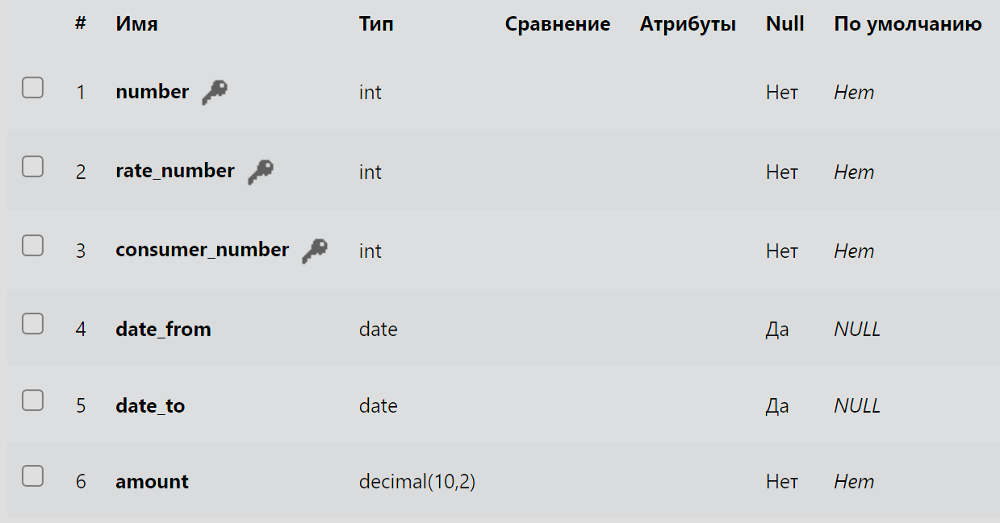 # Имя Тип Сравнение Атрибуты Null По умолчанию
1 number int Нет Нет
2 rate_number int Нет Нет
3 consumer_number int Нет Нет
4 date_from date Да NULL
5 date_to date Да NULL
6 amount decimal(10,2) Нет Нет